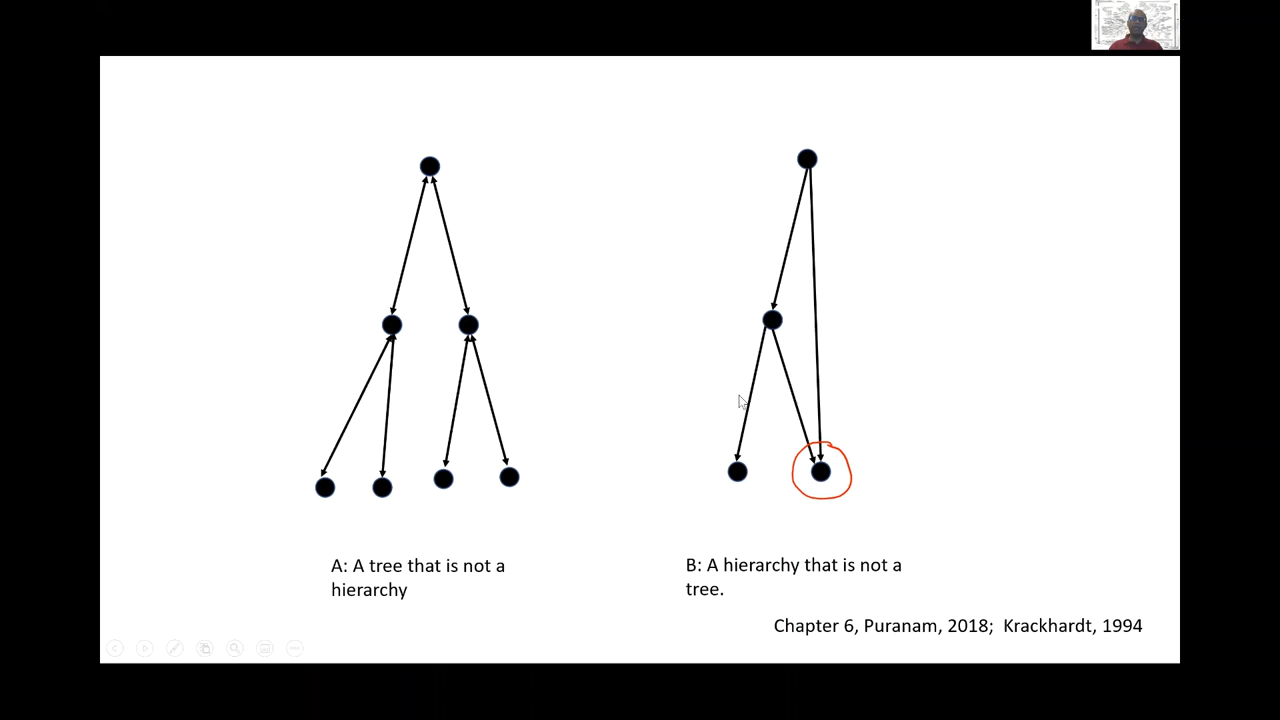 A: A tree that is not a
hierarchy
B: A hierarchy that is not a
tree.
Chapter 6, Puranam, 2018;  Krackhardt, 1994